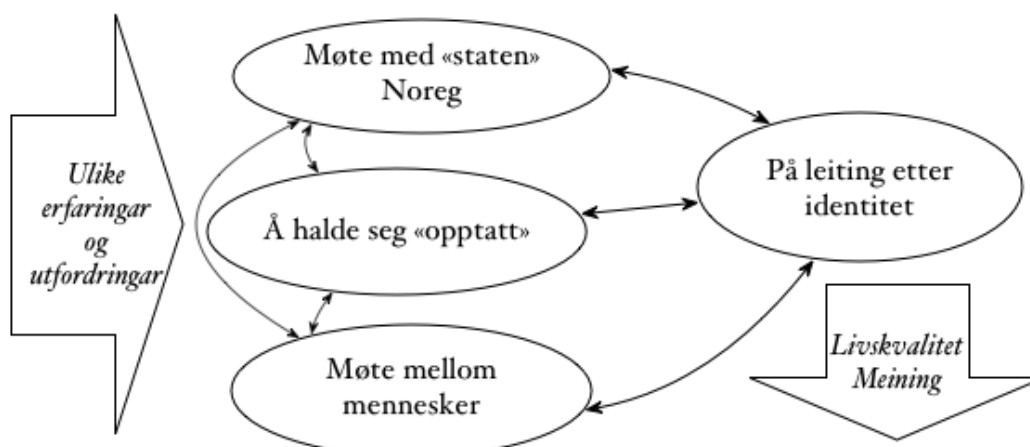 Møte med «staten»
Noreg
Ulike
erfaringar
og
utfordringar
Å halde seg «opptatt»
På leiting etter
identitet
Møte mellom
mennesker
Livskvalitet
Meining